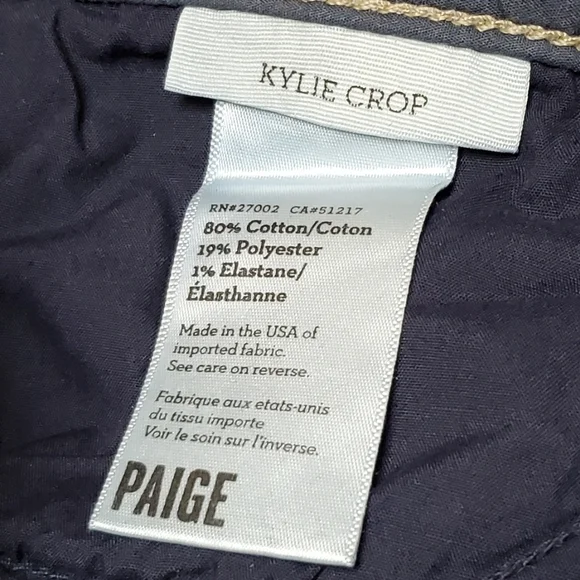 KYLIE CROP
RN#27002 CA#51217
80% Cotton/Coton
19% Polyester
1% Elastane/
Élasthanne
Made in the USA of
imported fabric.
See care on reverse.
Fabrique aux etats-unis
du tissu importe
Voir le soin sur l'inverse.
PAIGE